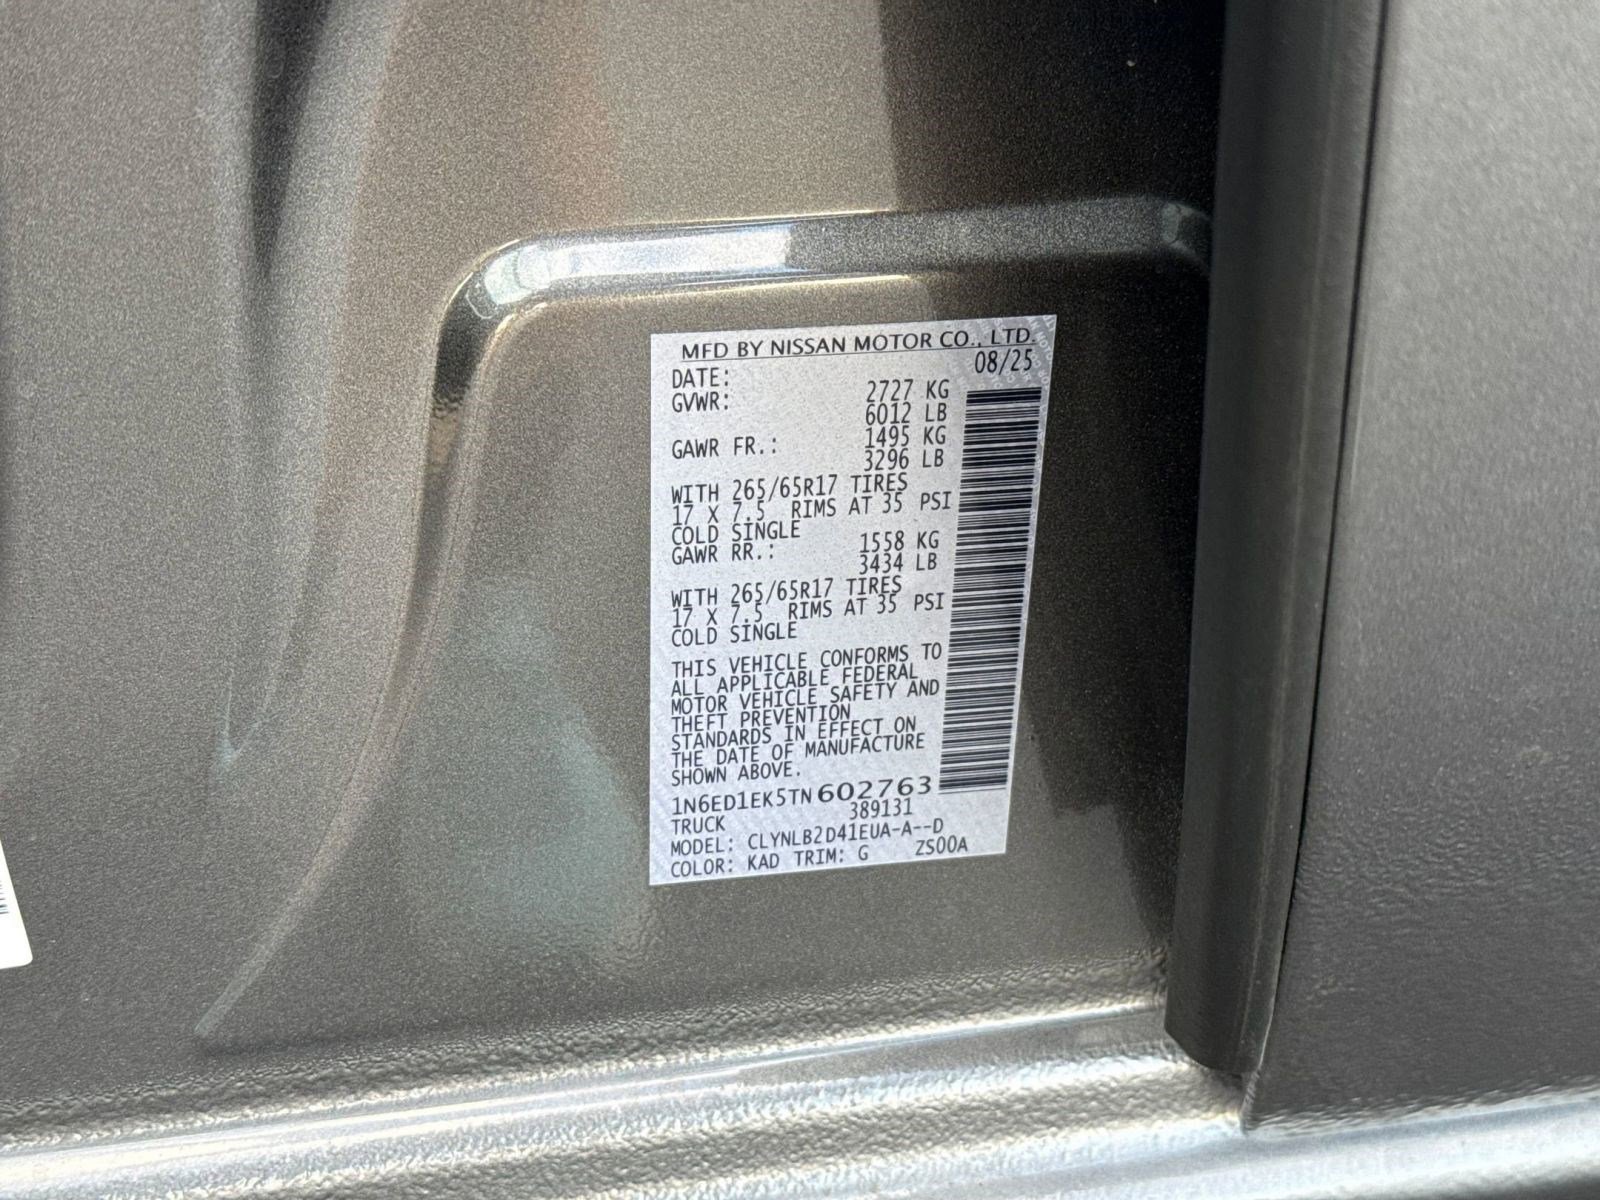 MFD BY NISSAN MOTOR CO., LTD.
DATE: 08/25
GVWR: 2727 KG
6012 LB
GAWR FR.: 1495 KG
3296 LB
WITH 265/65R17 TIRES
17 X 7.5 RIMS AT 35 PSI
COLD SINGLE
GAWR RR.: 1558 KG
3434 LB
WITH 265/65R17 TIRES
17 X 7.5 RIMS AT 35 PSI
COLD SINGLE
THIS VEHICLE CONFORMS TO
ALL APPLICABLE FEDERAL
MOTOR VEHICLE SAFETY AND
THEFT PREVENTION
STANDARDS IN EFFECT ON
THE DATE OF MANUFACTURE
SHOWN ABOVE.
1N6ED1EK5TN602763
TRUCK 389131
MODEL: CLYNLB2D41EUA-A--D
COLOR: KAD TRIM: G ZS00A